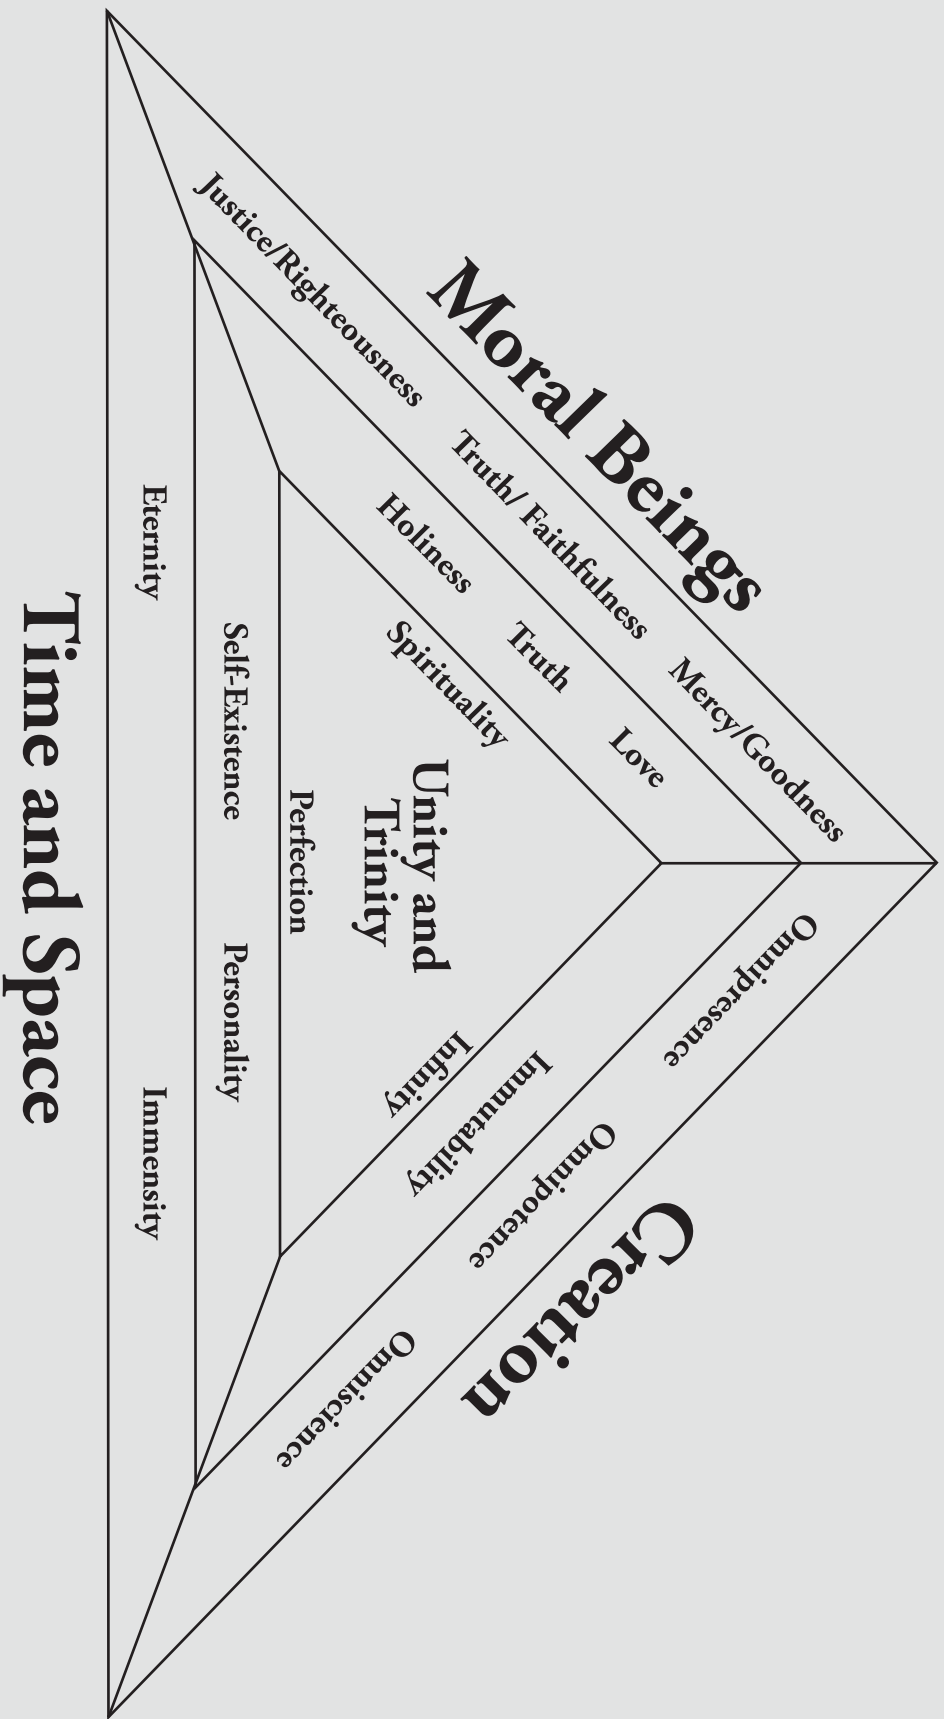 Moral Beings
Creation
Time and Space
Justice/Righteousness
Truth/ Faithfulness
Mercy/Goodness
Omnipresence
Omnipotence
Omniscience
Eternity
Immensity
Holiness
Truth
Love
Immutability
Self-Existence
Personality
Spirituality
Infinity
Perfection
Unity and
Trinity